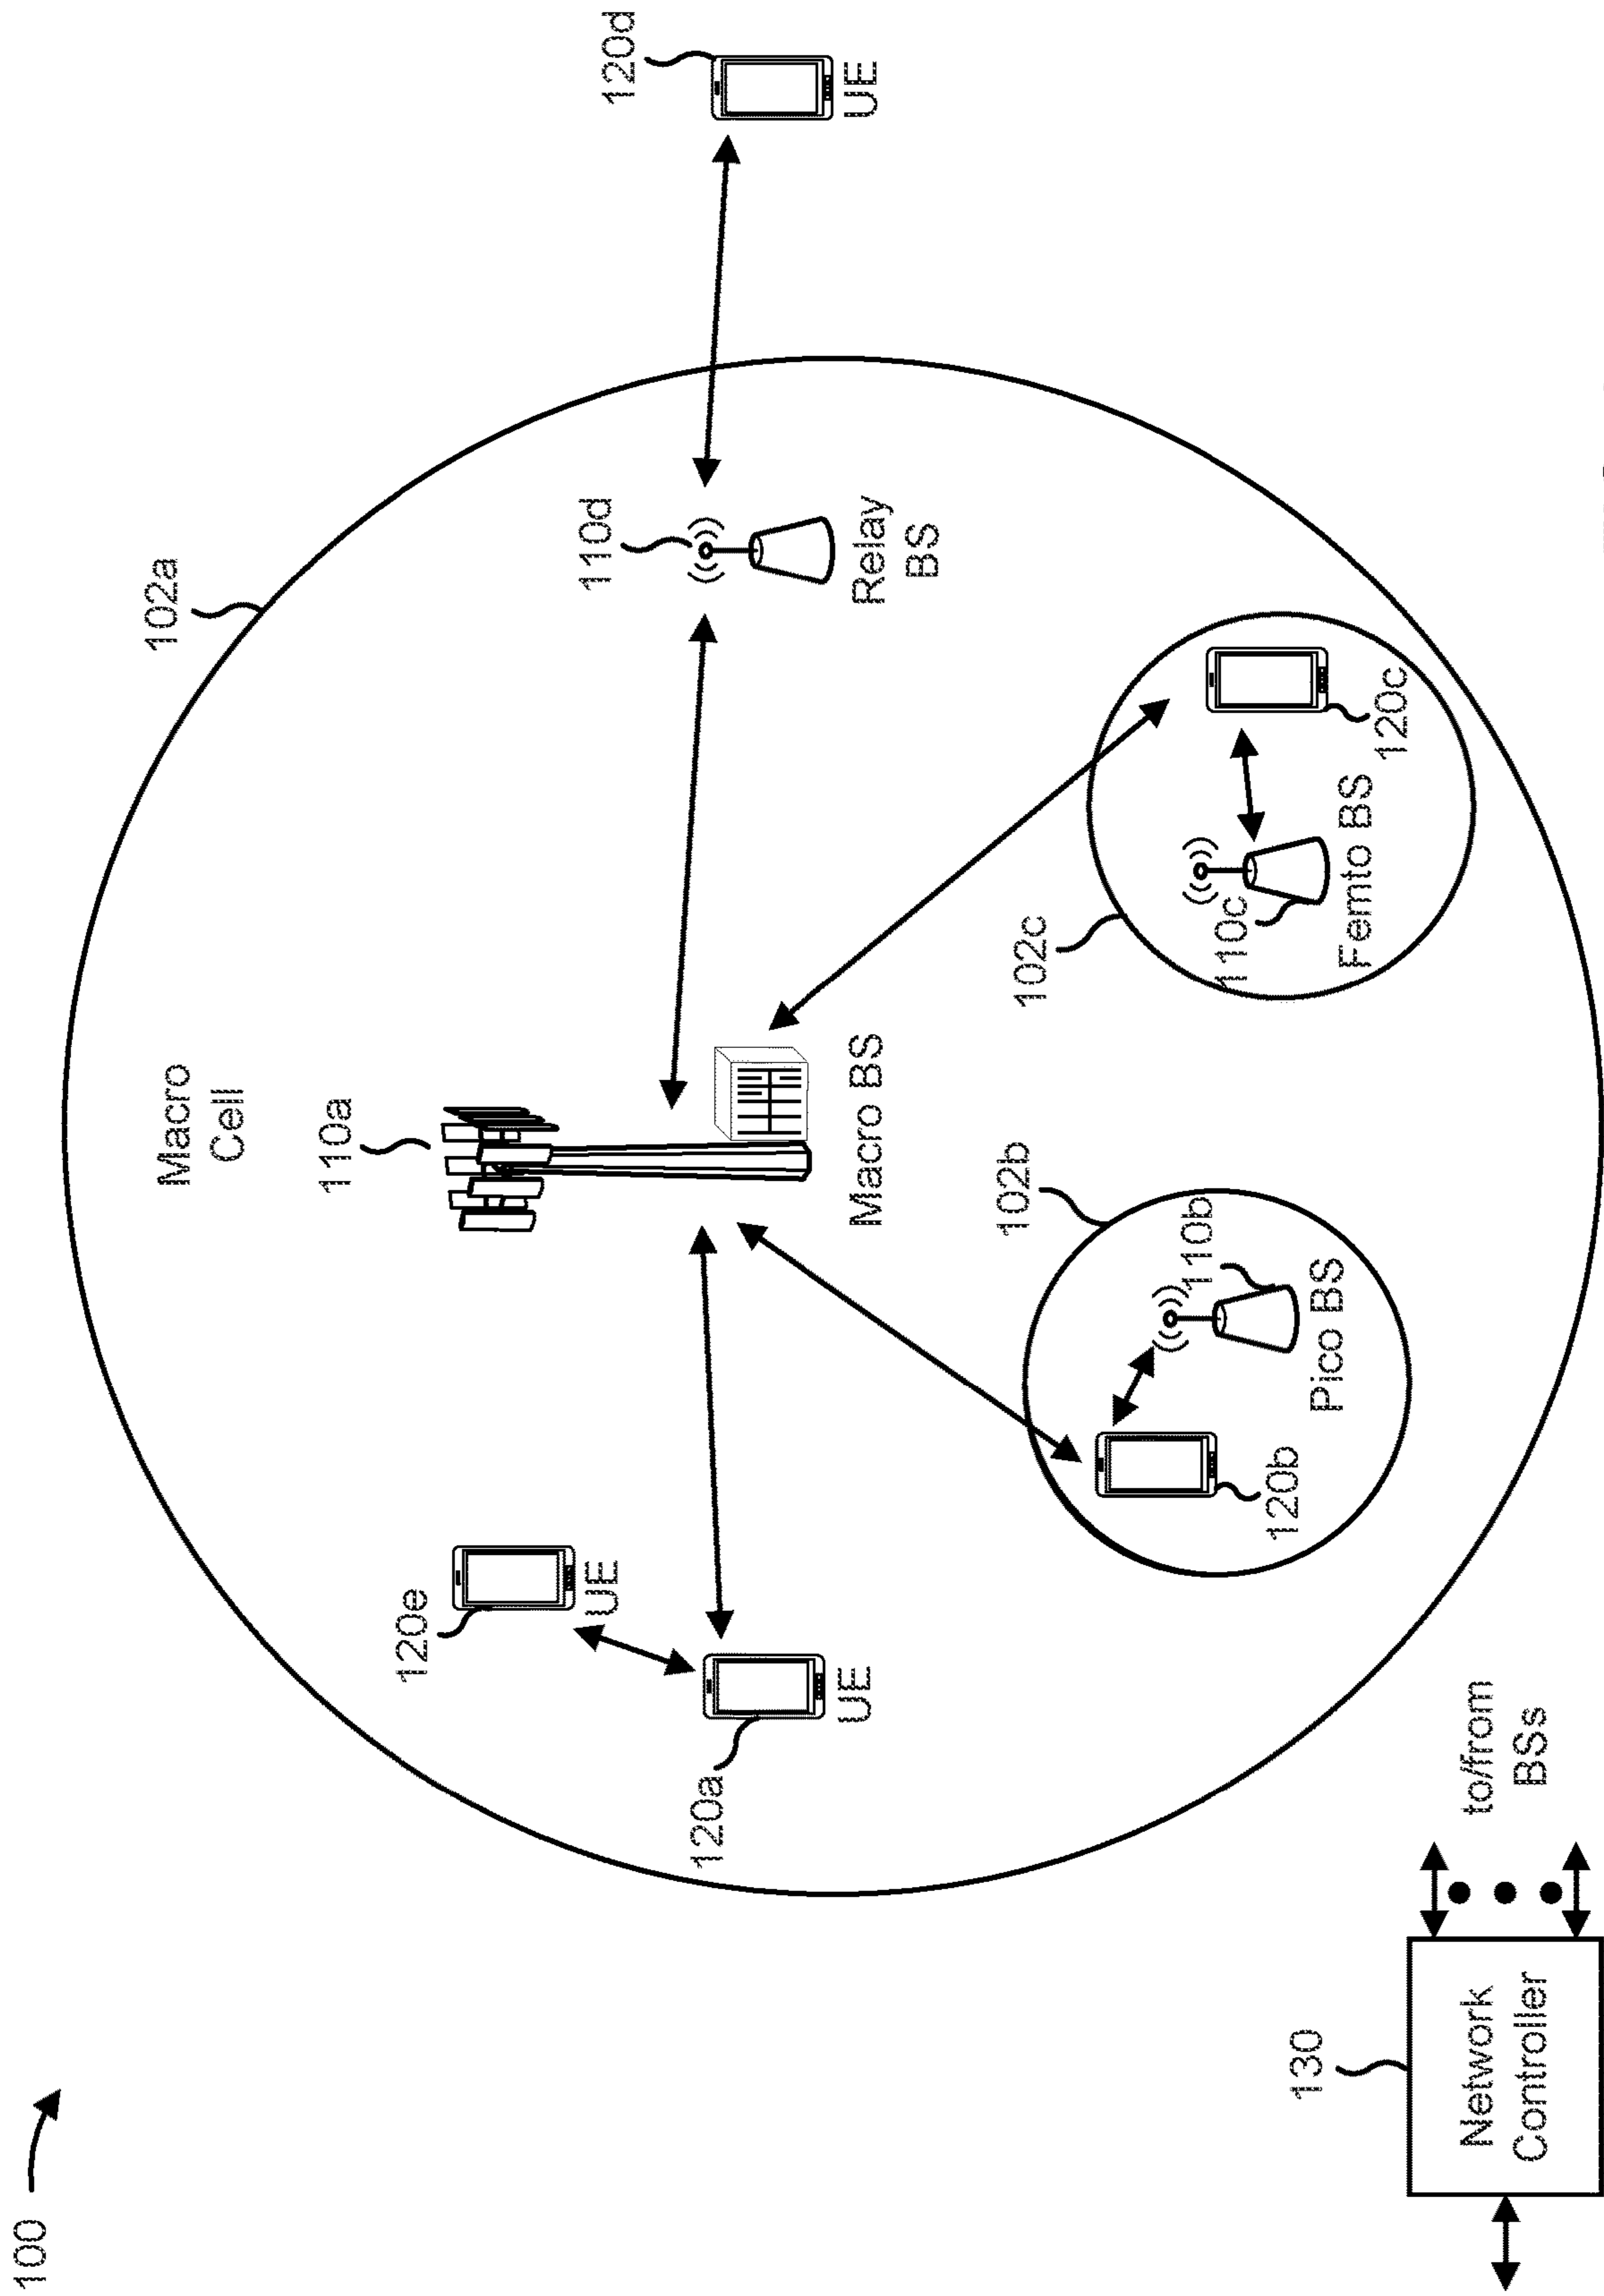 100
Macro
Cell
102a
110a
120e
UE
110d
120d
120a
UE
Macro BS
Relay
BS
UE
102b
102c
110b
110c
120b
Pico BS
Femto BS
120c
130
Network
Controller
to/from
BSs